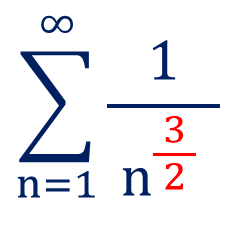 ∞
∑ 1
n=1 n^(3/2)